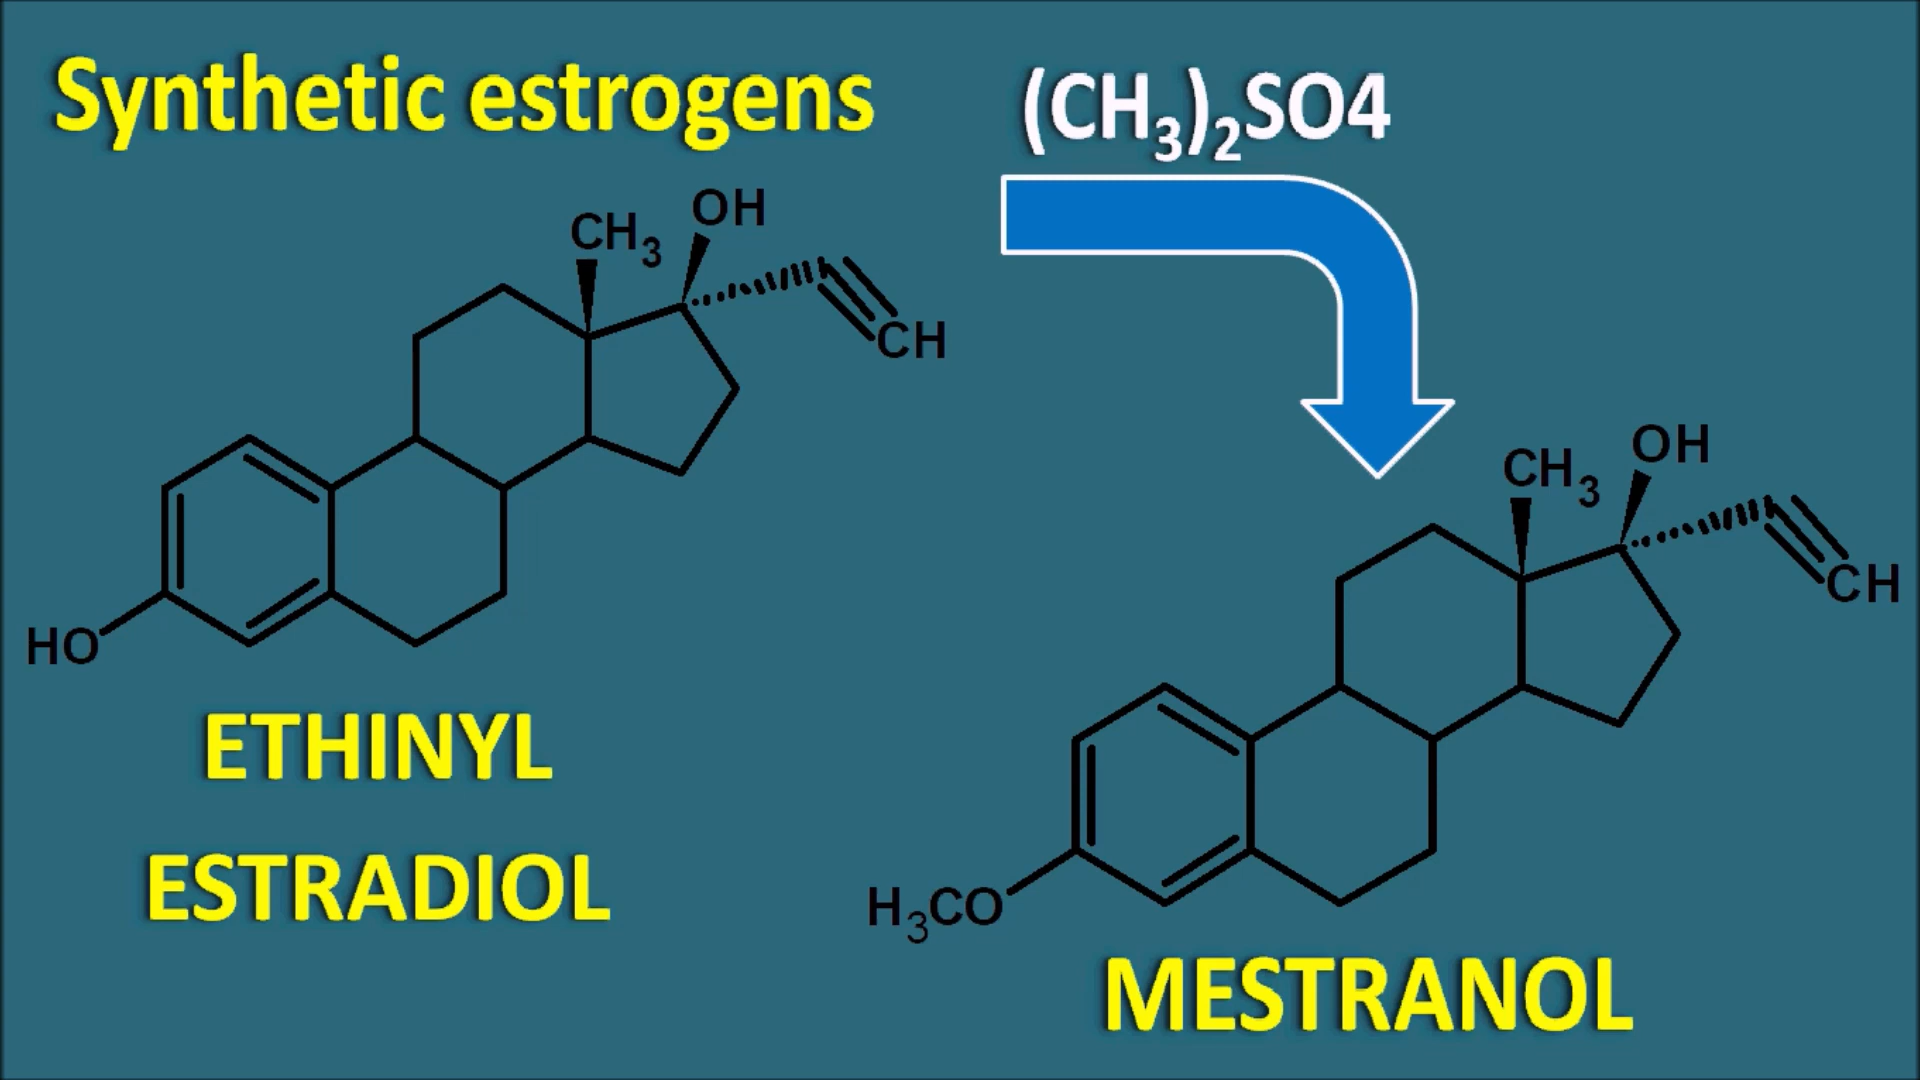 Synthetic estrogens
(CH₃)₂SO4
OH
CH₃
CH
HO
ETHINYL
ESTRADIOL
OH
CH₃
CH
H₃CO
MESTRANOL